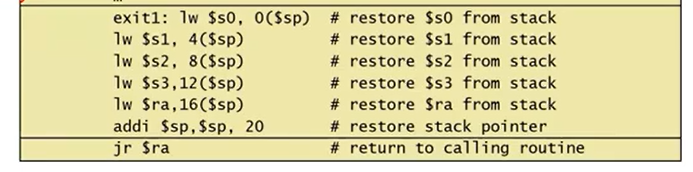 exit1: lw $s0, 0($sp) # restore $s0 from stack
lw $s1, 4($sp) # restore $s1 from stack
lw $s2, 8($sp) # restore $s2 from stack
lw $s3,12($sp) # restore $s3 from stack
lw $ra,16($sp) # restore $ra from stack
addi $sp,$sp, 20 # restore stack pointer
jr $ra # return to calling routine